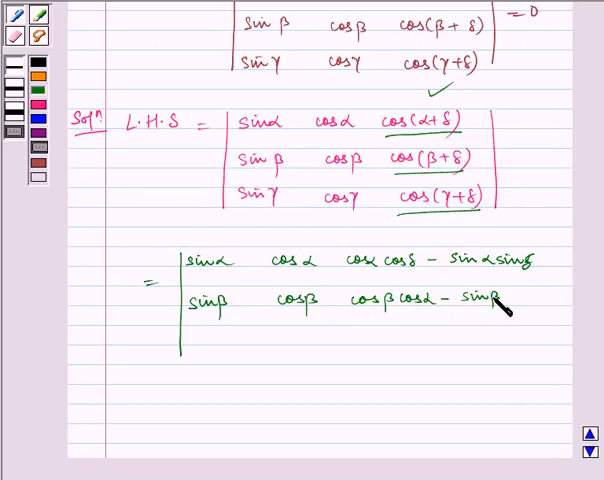 sin β cos β cos(β + δ) = 0
sin γ cos γ cos(γ + δ)
Solⁿ. L.H.S = | sin α cos α cos(α + δ) |
sin β cos β cos(β + δ)
sin γ cos γ cos(γ + δ)
= | sin α cos α cos α cos δ − sin α sin δ
sin β cos β cos β cos α − sin β